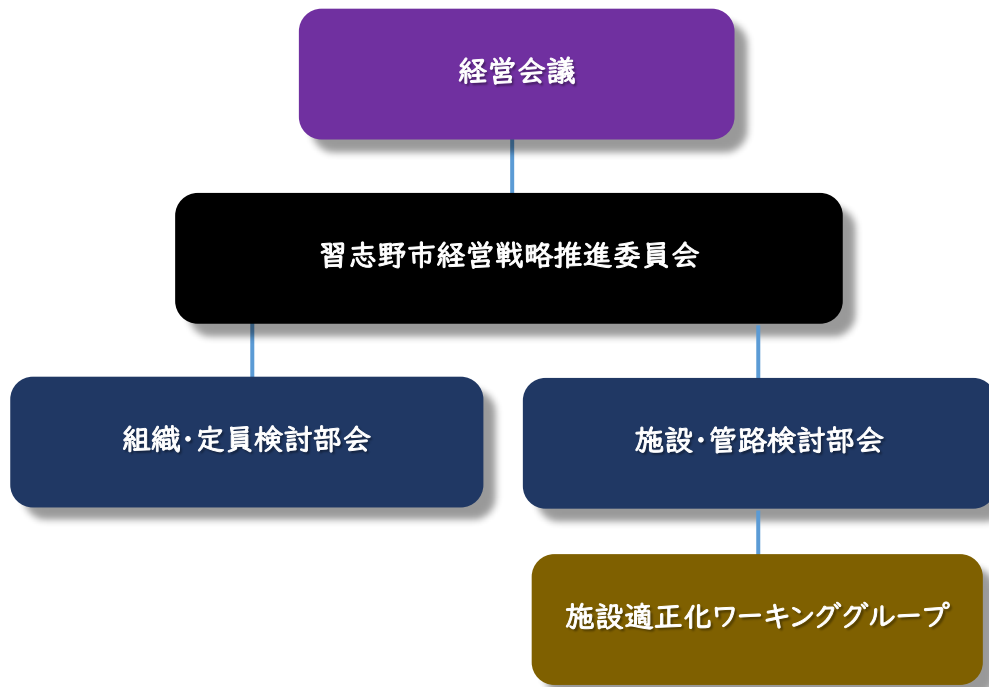 経営会議
習志野市経営戦略推進委員会
組織・定員検討部会
施設・管路検討部会
施設適正化ワーキンググループ